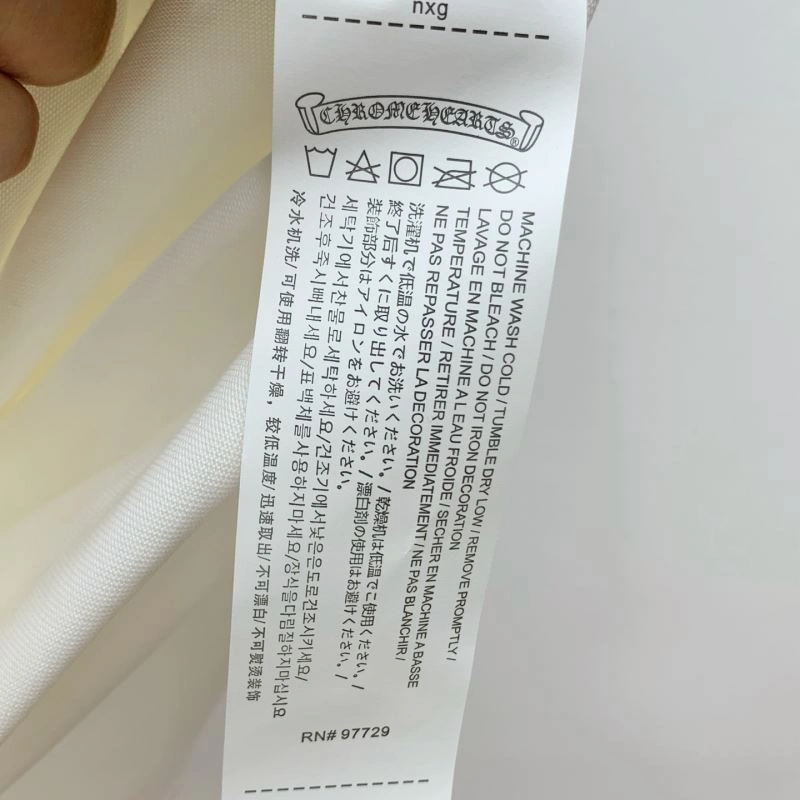 nxg
CHROME HEARTS®
MACHINE WASH COLD / TUMBLE DRY LOW / REMOVE PROMPTLY /
DO NOT BLEACH / DO NOT IRON DECORATION
LAVAGE EN MACHINE A L EAU FROIDE / SECHER EN MACHINE A BASSE
TEMPERATURE / RETIRER IMMEDIATEMENT / NE PAS BLANCHIR /
NE PAS REPASSER LA DECORATION
洗濯机で低温の水でお洗いください。/ 乾燥机は低温でご使用ください。/
終了后すぐに取り出してください。/ 漂白剤の使用はお避けください。/
装飾部分はアイロンをお避けください。
세탁기에서찬물로세탁하세요/건조기에서낮은온도로건조시키세요/
건조후즉시빼내세요/표백체를사용하지마세요/장식을다림질하지마십시요
冷水机洗/可使用翻转干燥，较低温度/迅速取出/不可漂白/不可熨烫装饰
RN# 97729